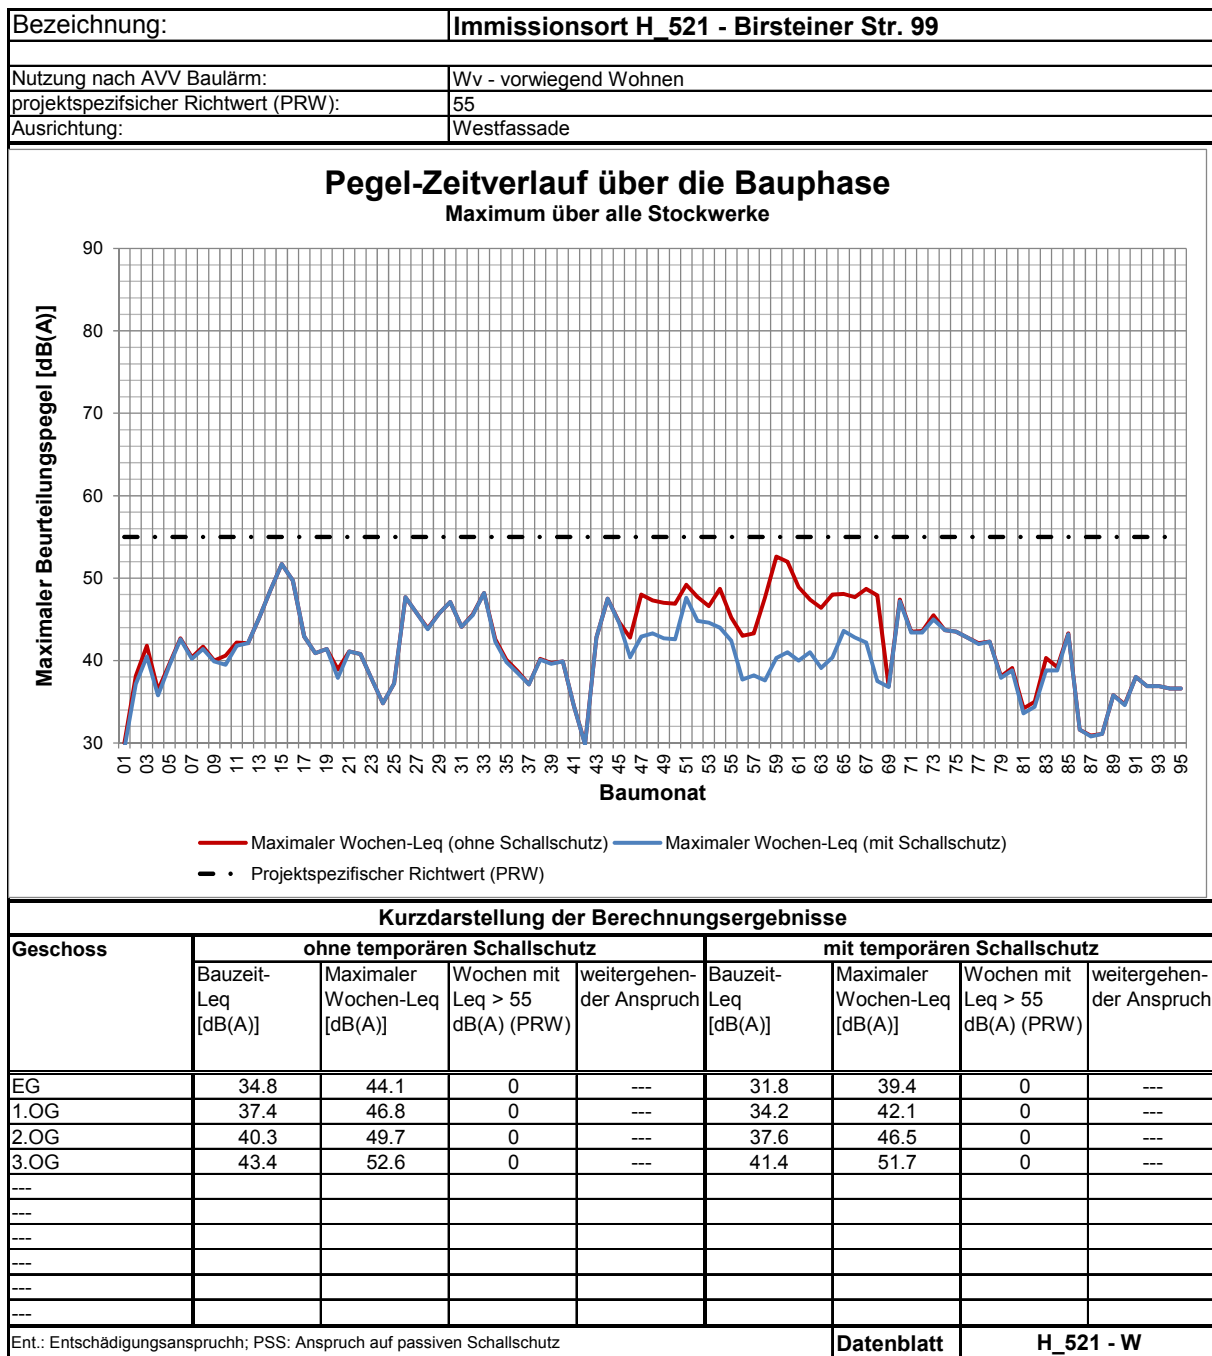 Bezeichnung: Immissionsort H_521 - Birsteiner Str. 99
Nutzung nach AVV Baulärm: Wv - vorwiegend Wohnen
projektspezifsicher Richtwert (PRW): 55
Ausrichtung: Westfassade
Pegel-Zeitverlauf über die Bauphase
Maximum über alle Stockwerke
Maximaler Beurteilungspegel [dB(A)]
90
80
70
60
50
40
30
01 03 05 07 09 11 13 15 17 19 21 23 25 27 29 31 33 35 37 39 41 43 45 47 49 51 53 55 57 59 61 63 65 67 69 71 73 75 77 79 81 83 85 87 89 91 93 95
Baumonat
Maximaler Wochen-Leq (ohne Schallschutz) Maximaler Wochen-Leq (mit Schallschutz)
Projektspezifischer Richtwert (PRW)
Kurzdarstellung der Berechnungsergebnisse
Geschoss ohne temporären Schallschutz mit temporären Schallschutz
Bauzeit- Maximaler Wochen mit weitergehen- Bauzeit- Maximaler Wochen mit weitergehen-
Leq Wochen-Leq Leq > 55 der Anspruch Leq Wochen-Leq Leq > 55 der Anspruch
[dB(A)] [dB(A)] dB(A) (PRW) [dB(A)] [dB(A)] dB(A) (PRW)
EG 34.8 44.1 0 --- 31.8 39.4 0 ---
1.OG 37.4 46.8 0 --- 34.2 42.1 0 ---
2.OG 40.3 49.7 0 --- 37.6 46.5 0 ---
3.OG 43.4 52.6 0 --- 41.4 51.7 0 ---
---
---
---
---
---
---
Ent.: Entschädigungsanspruchh; PSS: Anspruch auf passiven Schallschutz Datenblatt H_521 - W